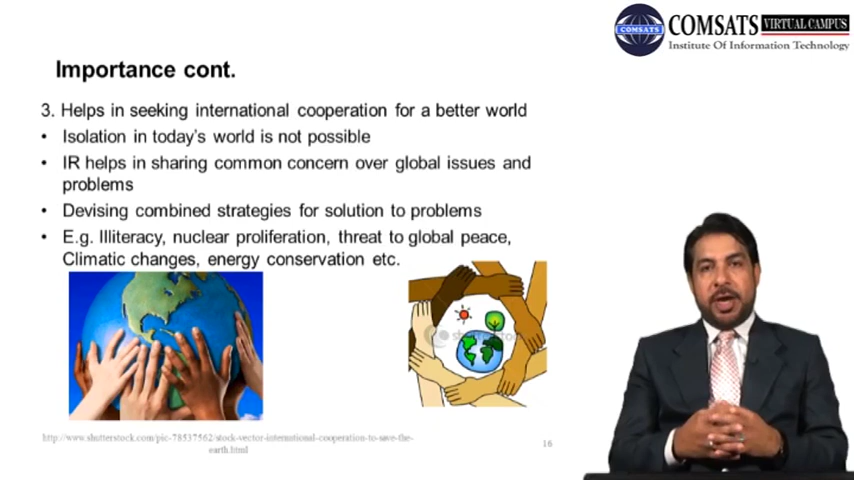 COMSATS VIRTUAL CAMPUS
COMSATS
Institute Of Information Technology
Importance cont.
3. Helps in seeking international cooperation for a better world
• Isolation in today's world is not possible
• IR helps in sharing common concern over global issues and
problems
• Devising combined strategies for solution to problems
• E.g. Illiteracy, nuclear proliferation, threat to global peace,
Climatic changes, energy conservation etc.
http://www.shutterstock.com/pic-78537562/stock-vector-international-cooperation-to-save-the-
earth.html
16